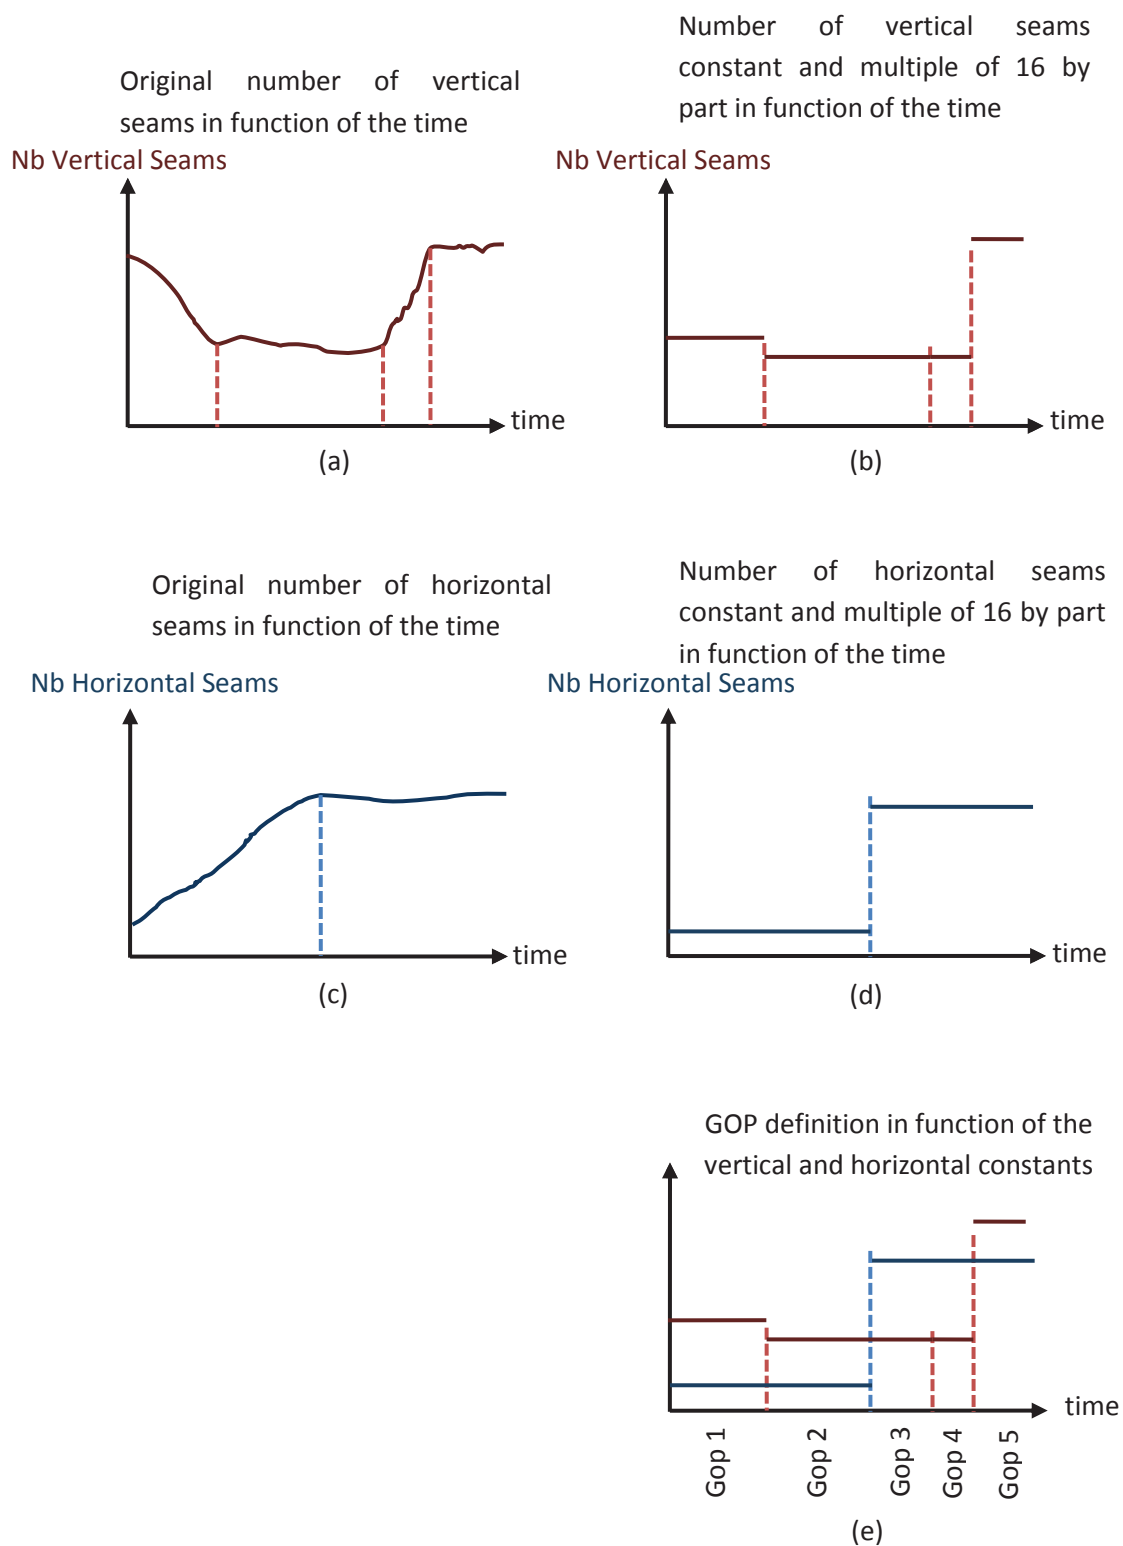 Original number of vertical
seams in function of the time
Nb Vertical Seams
time
(a)
Number of vertical seams
constant and multiple of 16 by
part in function of the time
Nb Vertical Seams
time
(b)
Original number of horizontal
seams in function of the time
Nb Horizontal Seams
time
(c)
Number of horizontal seams
constant and multiple of 16 by part
in function of the time
Nb Horizontal Seams
time
(d)
GOP definition in function of the
vertical and horizontal constants
time
Gop 1
Gop 2
Gop 3
Gop 4
Gop 5
(e)